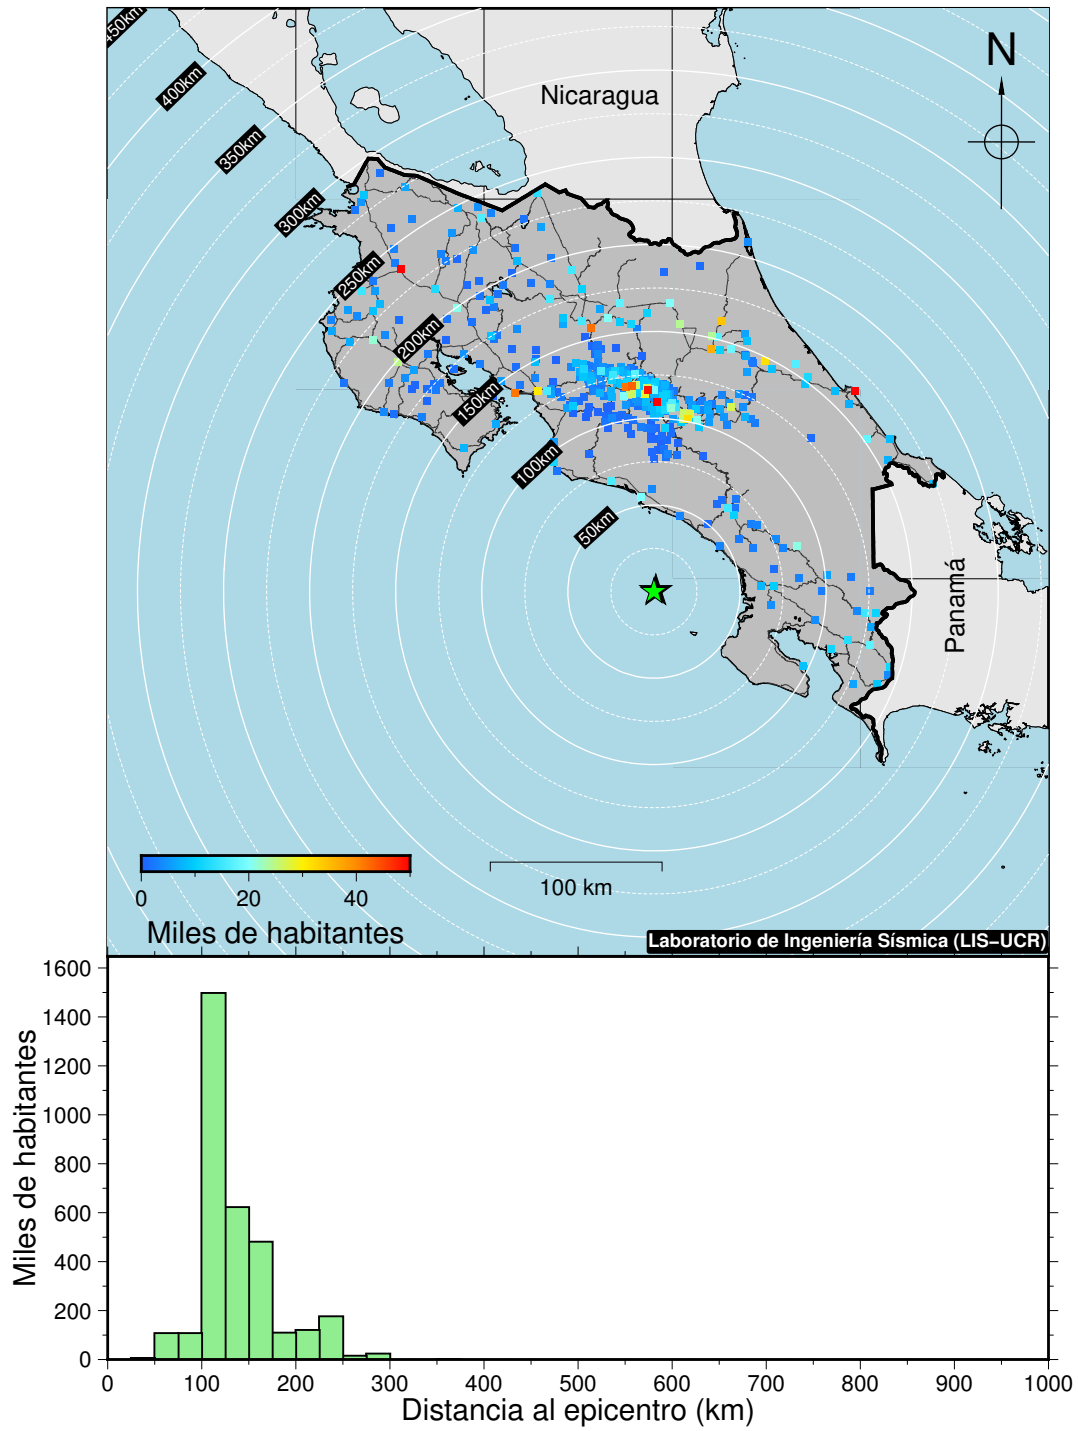 450km
400km
350km
300km
250km
200km
150km
100km
50km
Nicaragua
N
Panamá
0
20
40
Miles de habitantes
100 km
Laboratorio de Ingeniería Sísmica (LIS−UCR)
1600
1400
1200
1000
800
600
400
200
0
Miles de habitantes
0
100
200
300
400
500
600
700
800
900
1000
Distancia al epicentro (km)